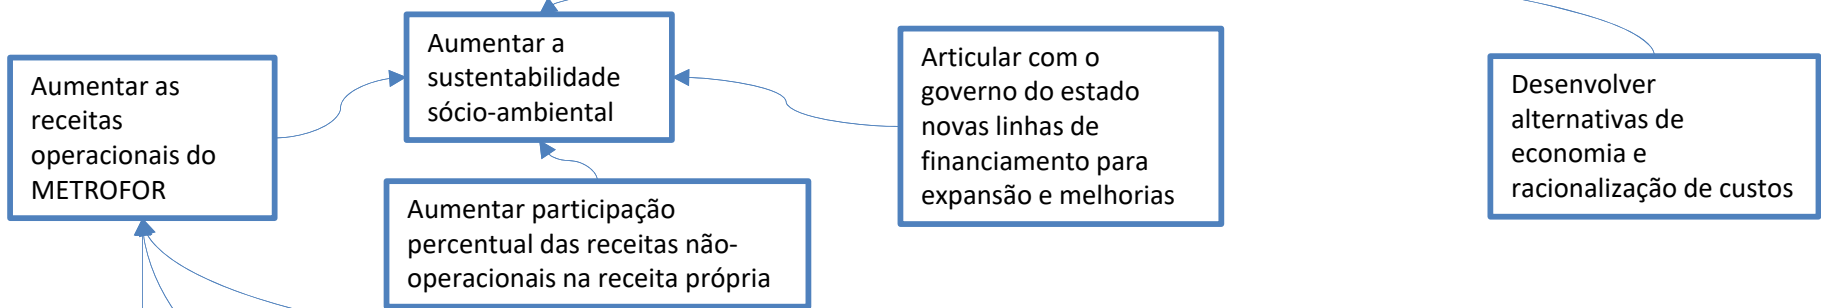 Aumentar as
receitas
operacionais do
METROFOR
Aumentar a
sustentabilidade
sócio-ambiental
Aumentar participação
percentual das receitas não-
operacionais na receita própria
Articular com o
governo do estado
novas linhas de
financiamento para
expansão e melhorias
Desenvolver
alternativas de
economia e
racionalização de custos